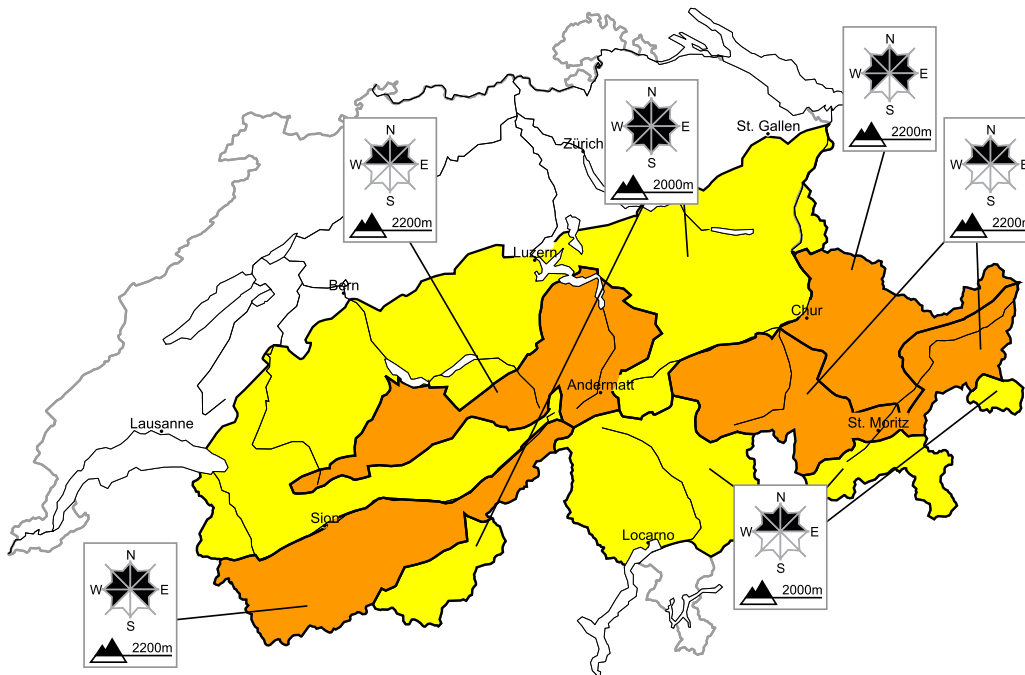 N
W E
S
2200m
N
W E
S
2000m
N
W E
S
2200m
N
W E
S
2200m
St. Gallen
Zürich
Luzern
Bern
Chur
Andermatt
Lausanne
St. Moritz
Sion
Locarno
N
W E
S
2000m
N
W E
S
2200m